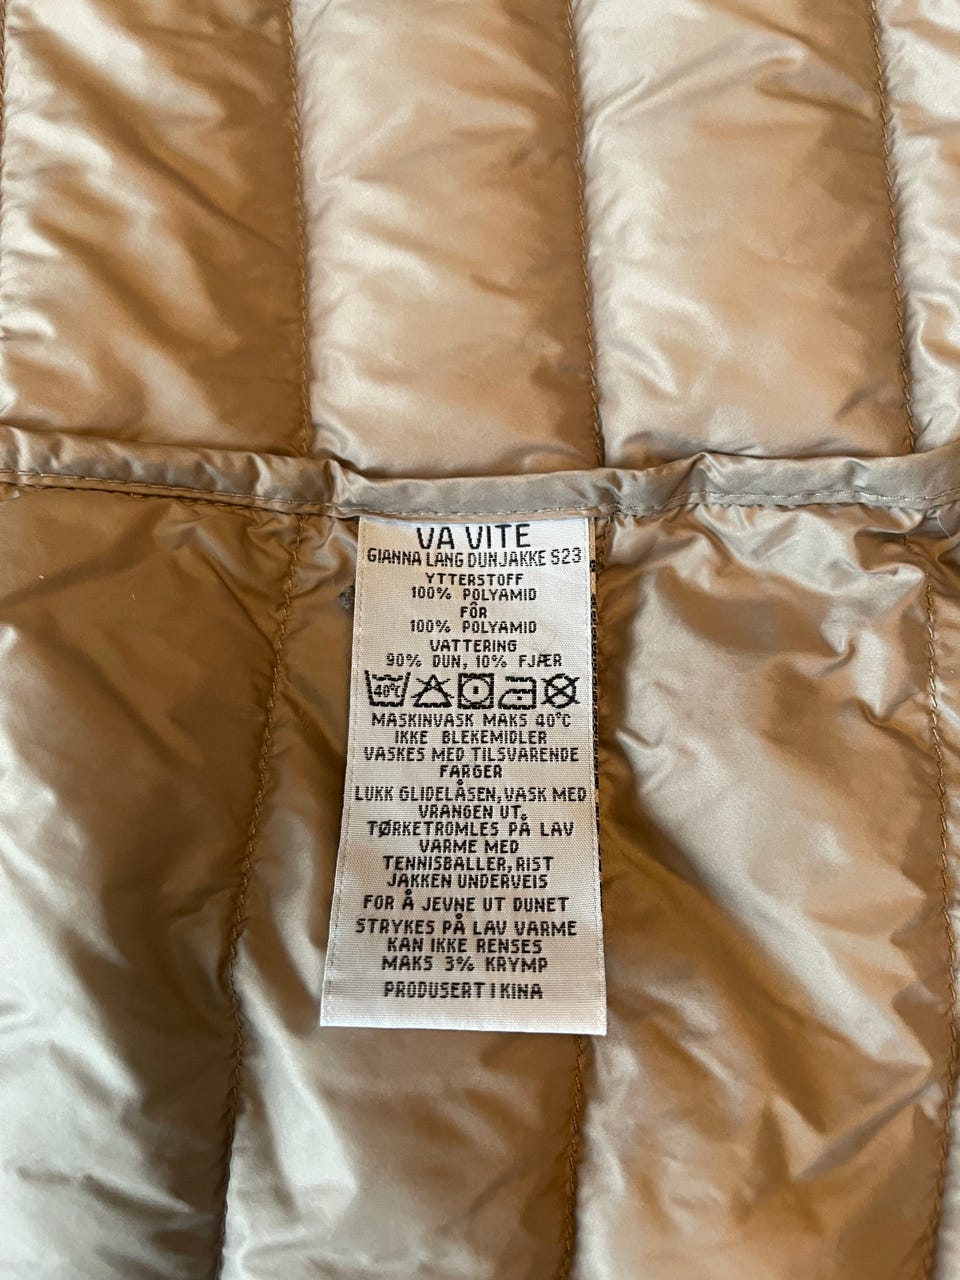 VA VITE
GIANNA LANG DUNJAKKE S23
YTTERSTOFF
100% POLYAMID
FÔR
100% POLYAMID
VATTERING
90% DUN, 10% FJÆR
40°C
MASKINVASK MAKS 40°C
IKKE BLEKEMIDLER
VASKES MED TILSVARENDE
FARGER
LUKK GLIDELÅSEN, VASK MED
VRANGEN UT.
TØRKETROMLES PÅ LAV
VARME MED
TENNISBALLER, RIST
JAKKEN UNDERVEIS
FOR Å JEVNE UT DUNET
STRYKES PÅ LAV VARME
KAN IKKE RENSES
MAKS 3% KRYMP
PRODUSERT I KINA